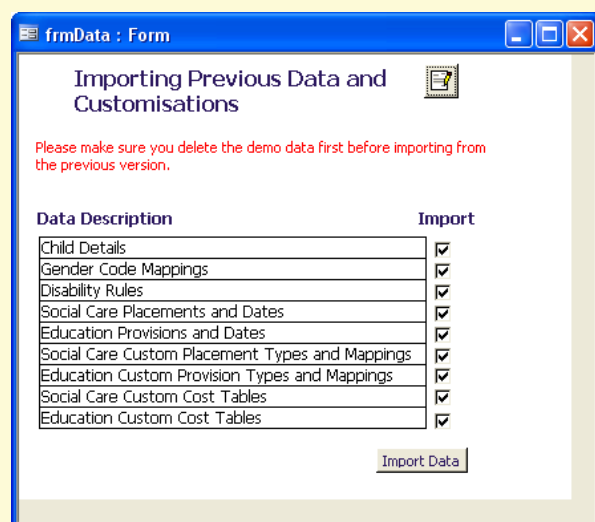 frmData : Form
Importing Previous Data and
Customisations
Please make sure you delete the demo data first before importing from
the previous version.
Data Description Import
Child Details
Gender Code Mappings
Disability Rules
Social Care Placements and Dates
Education Provisions and Dates
Social Care Custom Placement Types and Mappings
Education Custom Provision Types and Mappings
Social Care Custom Cost Tables
Education Custom Cost Tables
Import Data